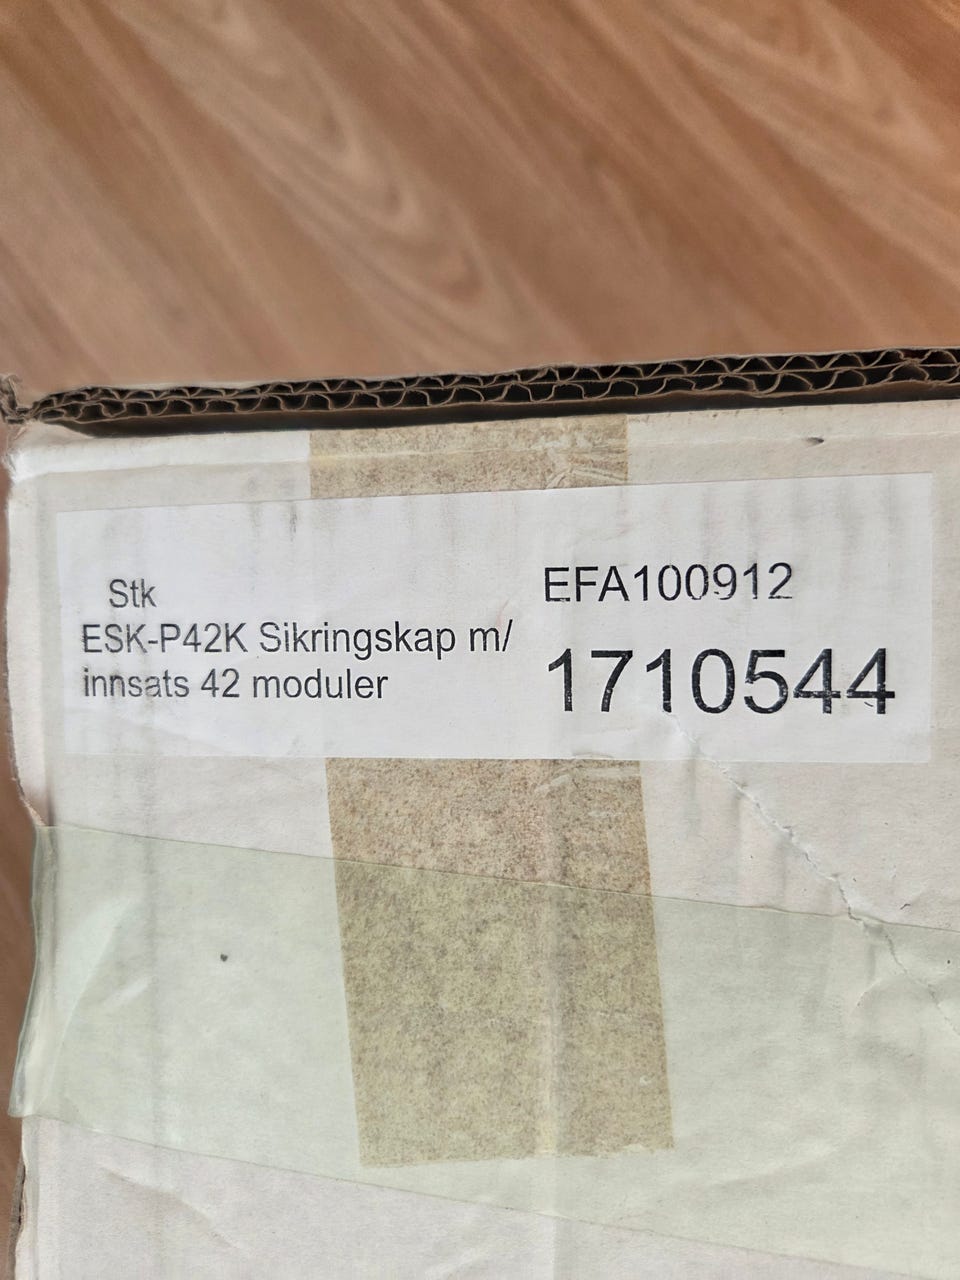 Stk
ESK-P42K Sikringskap m/
innsats 42 moduler
EFA100912
1710544